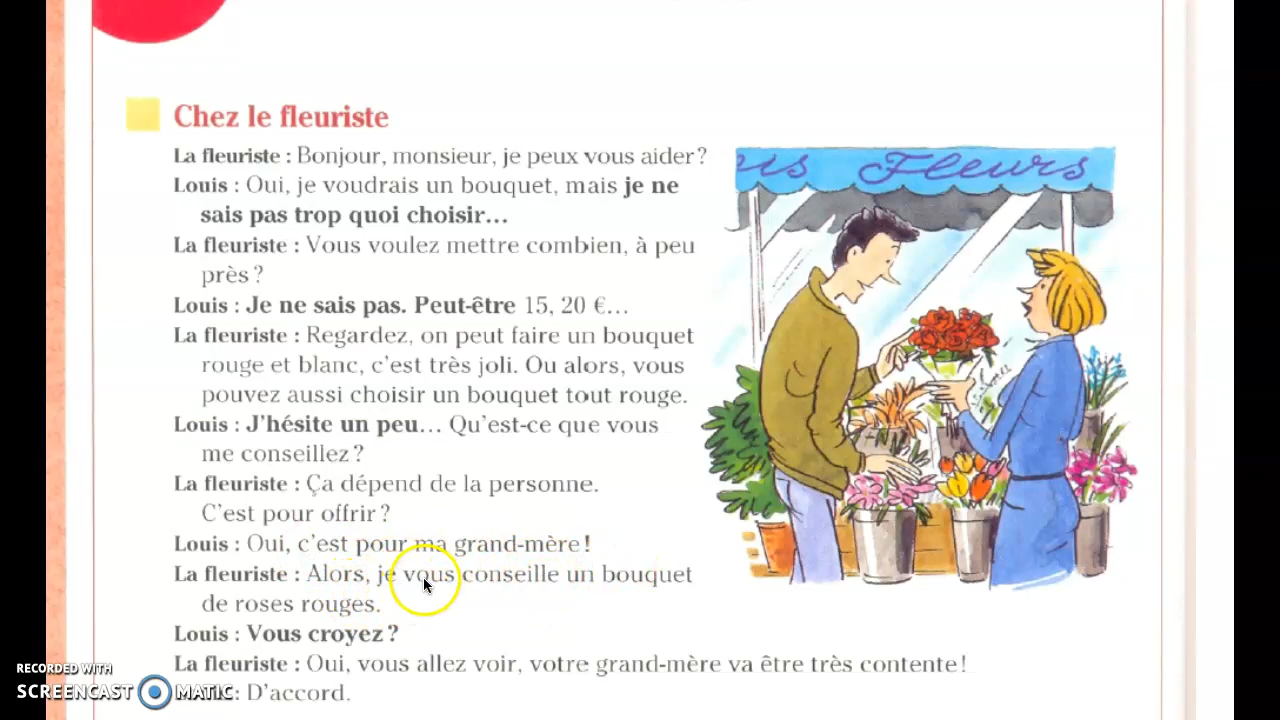 Chez le fleuriste
La fleuriste : Bonjour, monsieur, je peux vous aider ?
Louis : Oui, je voudrais un bouquet, mais je ne
sais pas trop quoi choisir...
La fleuriste : Vous voulez mettre combien, à peu
près ?
Louis : Je ne sais pas. Peut-être 15, 20 €...
La fleuriste : Regardez, on peut faire un bouquet
rouge et blanc, c'est très joli. Ou alors, vous
pouvez aussi choisir un bouquet tout rouge.
Louis : J'hésite un peu... Qu'est-ce que vous
me conseillez ?
La fleuriste : Ça dépend de la personne.
C'est pour offrir ?
Louis : Oui, c'est pour ma grand-mère !
La fleuriste : Alors, je vous conseille un bouquet
de roses rouges.
Louis : Vous croyez ?
La fleuriste : Oui, vous allez voir, votre grand-mère va être très contente !
: D'accord.
Fleurs
RECORDED WITH
SCREENCAST MATIC